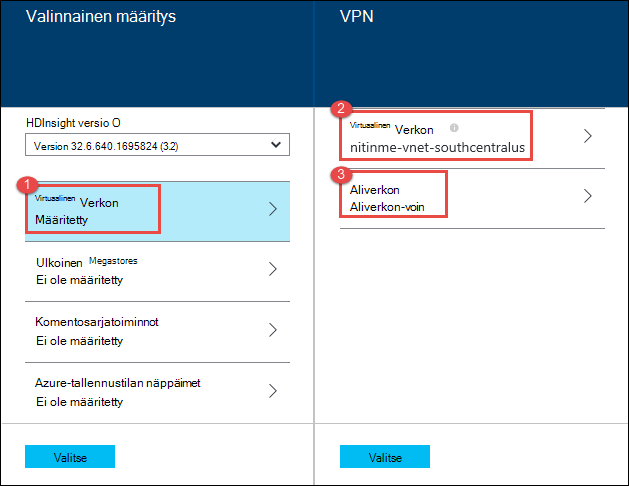 Valinnainen määritys
HDInsight versio O
Version 32.6.640.1695824 (3.2)
1
Virtuaalinen Verkon
Määritetty
Ulkoinen Megastores
Ei ole määritetty
Komentosarjatoiminnot
Ei ole määritetty
Azure-tallennustilan näppäimet
Ei ole määritetty
Valitse
VPN
2
Virtuaalinen Verkon
nitinme-vnet-southcentralus
3
Aliverkon
Aliverkon-voin
Valitse